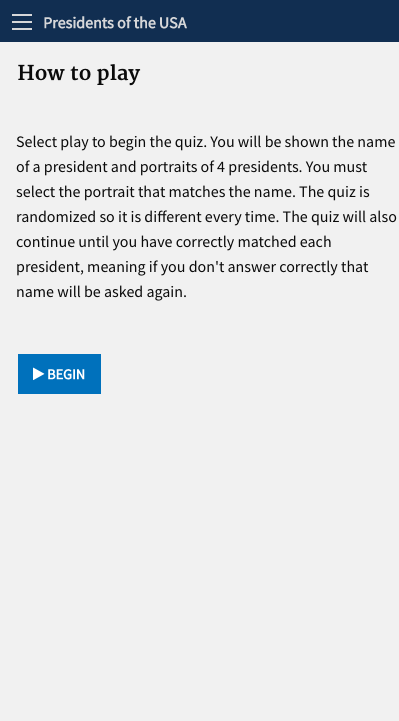 Presidents of the USA
How to play
Select play to begin the quiz. You will be shown the name
of a president and portraits of 4 presidents. You must
select the portrait that matches the name. The quiz is
randomized so it is different every time. The quiz will also
continue until you have correctly matched each
president, meaning if you don't answer correctly that
name will be asked again.
BEGIN